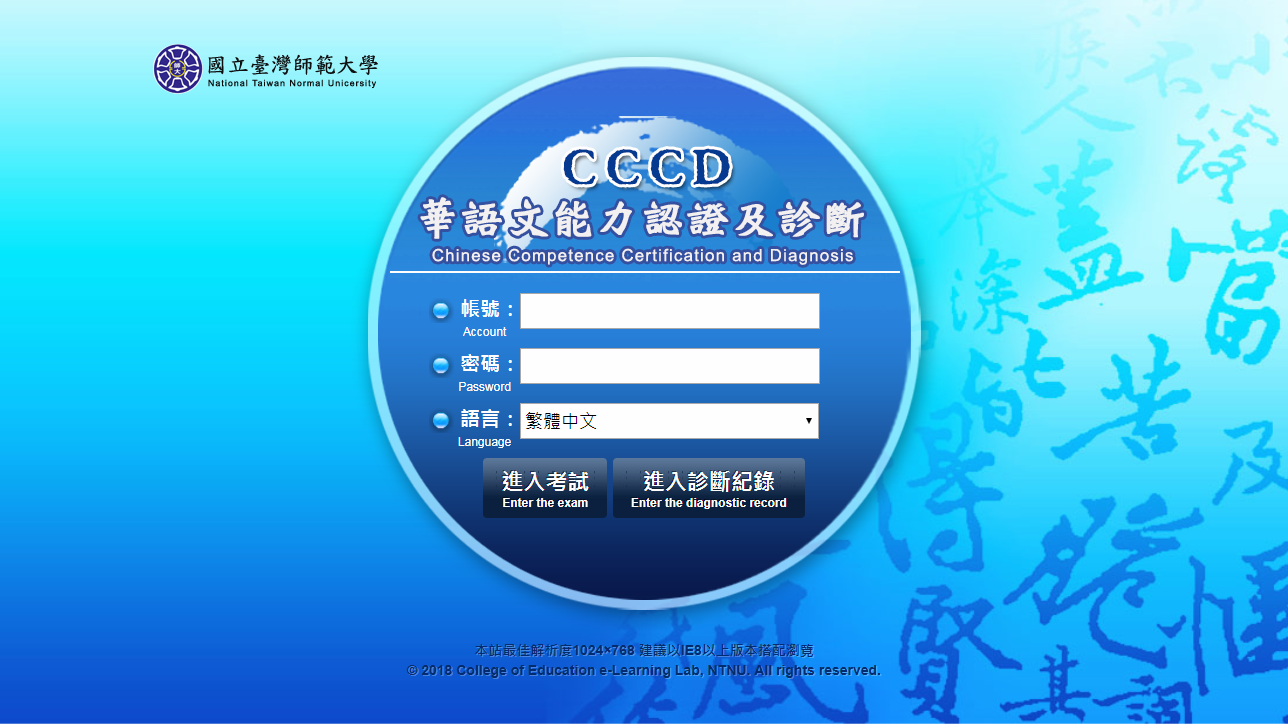 國立臺灣師範大學
National Taiwan Normal Unicersity
CCCD
華語文能力認證及診斷
Chinese Competence Certification and Diagnosis
帳號：
Account
密碼：
Password
語言：
Language
繁體中文
進入考試
Enter the exam
進入診斷紀錄
Enter the diagnostic record
本站最佳解析度1024×768 建議以IE8以上版本搭配瀏覽
© 2018 College of Education e-Learning Lab, NTNU. All rights reserved.